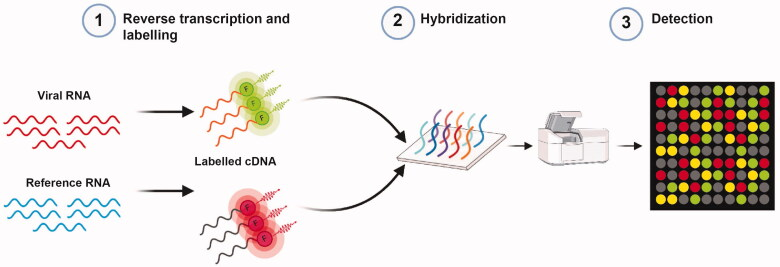 1 Reverse transcription and
labelling
2 Hybridization
3 Detection
Viral RNA
F
F
F
Labelled cDNA
Reference RNA
F
F
F